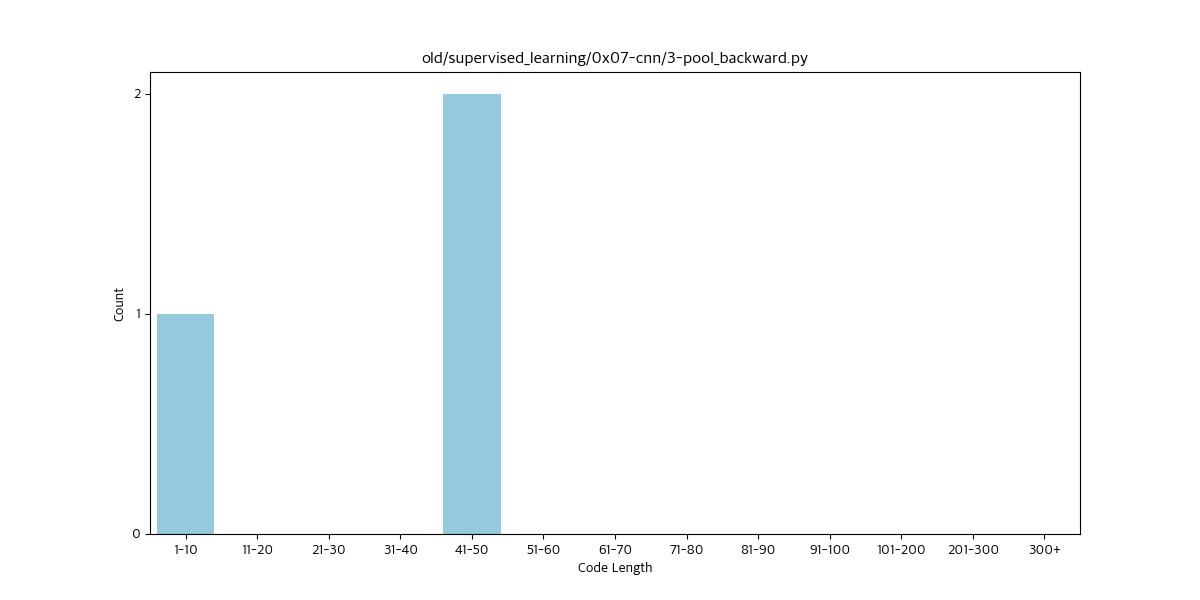 old/supervised_learning/0x07-cnn/3-pool_backward.py
2
1
0
Count
1-10 11-20 21-30 31-40 41-50 51-60 61-70 71-80 81-90 91-100 101-200 201-300 300+
Code Length